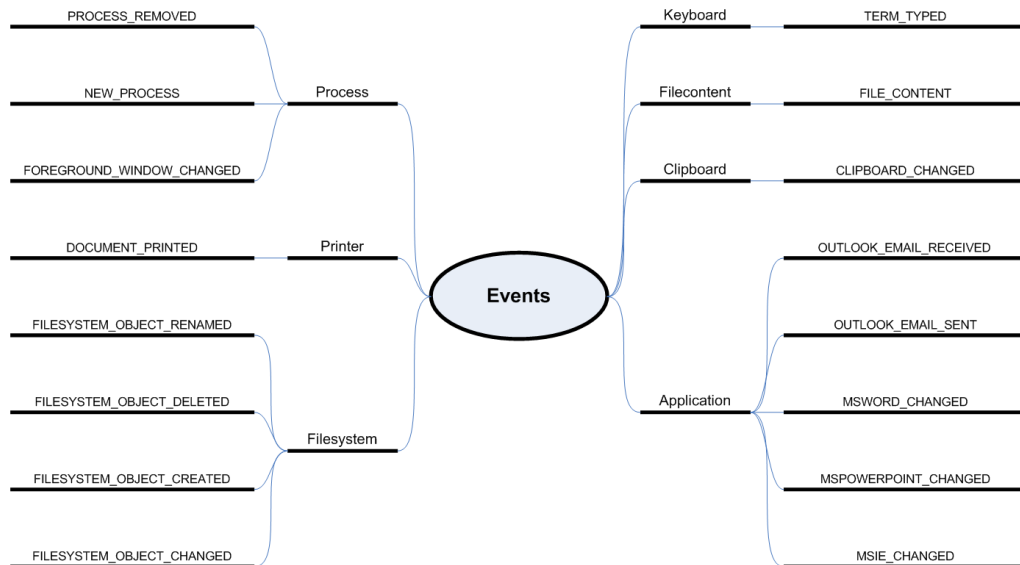 PROCESS_REMOVED
NEW_PROCESS
Process
FOREGROUND_WINDOW_CHANGED
DOCUMENT_PRINTED
Printer
FILESYSTEM_OBJECT_RENAMED
FILESYSTEM_OBJECT_DELETED
Filesystem
FILESYSTEM_OBJECT_CREATED
FILESYSTEM_OBJECT_CHANGED
Events
Keyboard
TERM_TYPED
Filecontent
FILE_CONTENT
Clipboard
CLIPBOARD_CHANGED
OUTLOOK_EMAIL_RECEIVED
OUTLOOK_EMAIL_SENT
Application
MSWORD_CHANGED
MSPOWERPOINT_CHANGED
MSIE_CHANGED